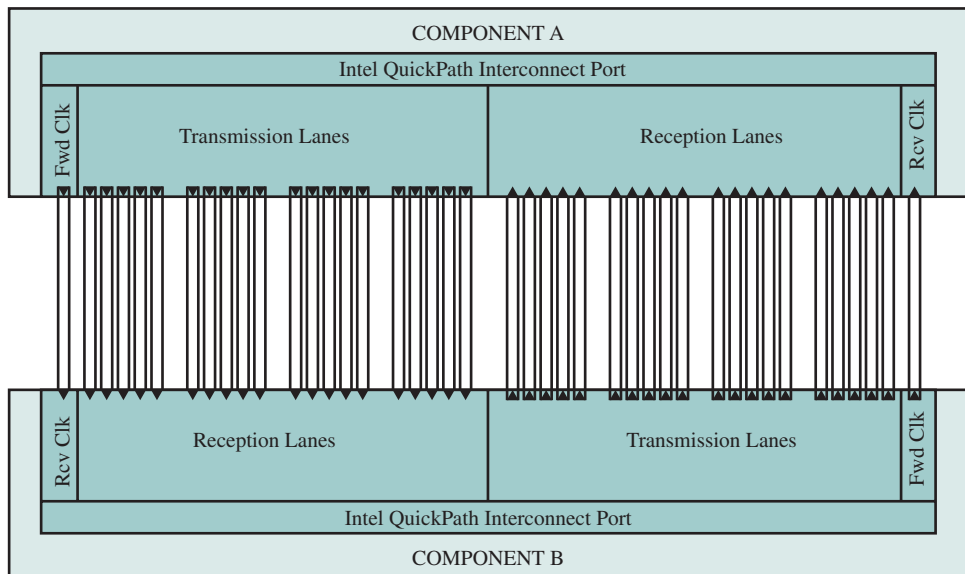 COMPONENT A
Intel QuickPath Interconnect Port
Fwd Clk
Transmission Lanes
Reception Lanes
Rcv Clk
Rcv Clk
Reception Lanes
Transmission Lanes
Fwd Clk
Intel QuickPath Interconnect Port
COMPONENT B